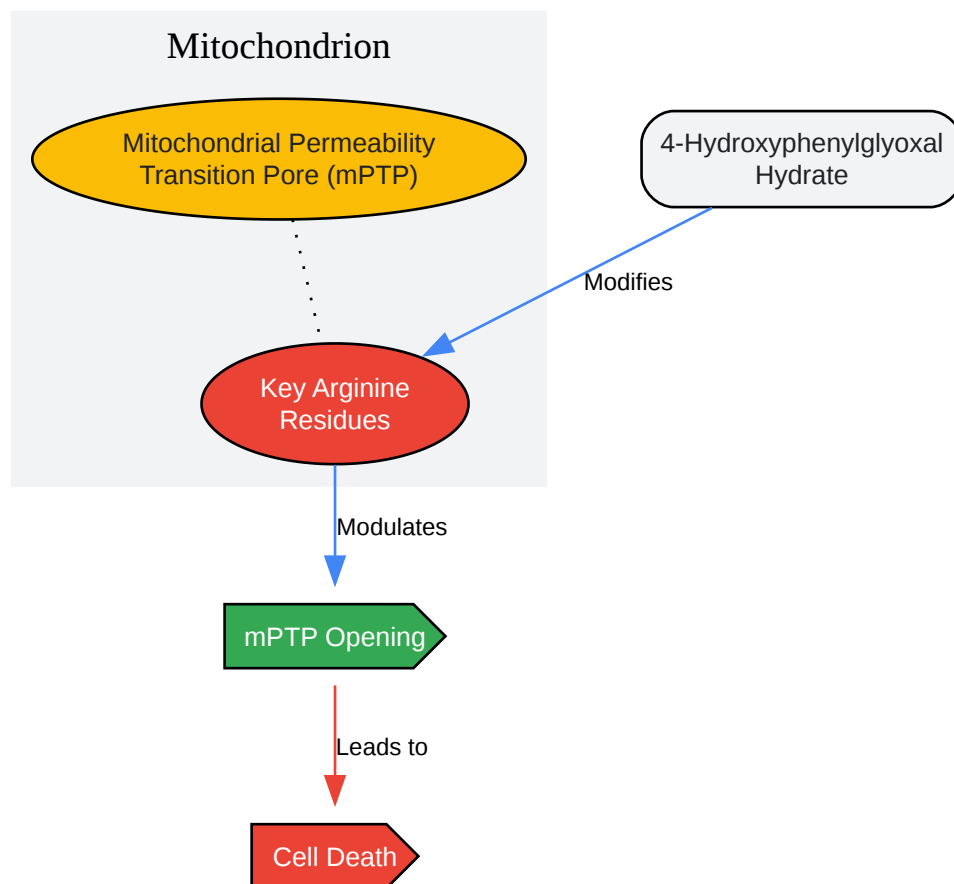 Mitochondrion
Mitochondrial Permeability
Transition Pore (mPTP)
4-Hydroxyphenylglyoxal
Hydrate
Modifies
Key Arginine
Residues
Modulates
mPTP Opening
Leads to
Cell Death